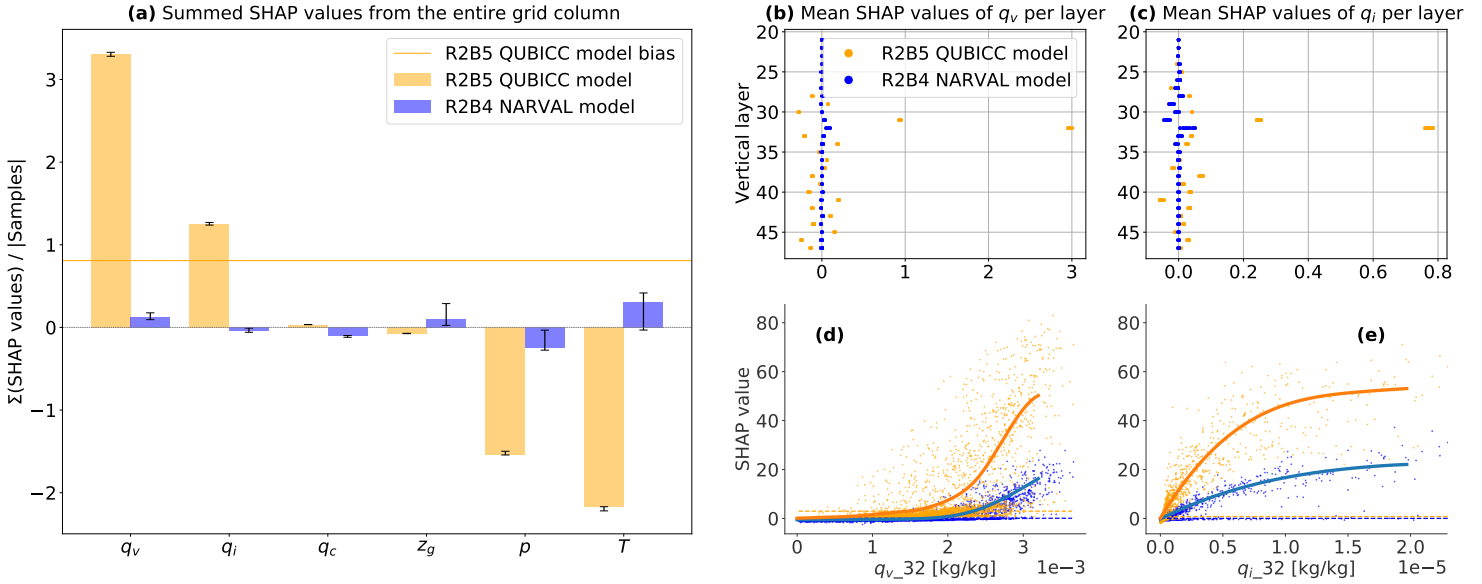 (a) Summed SHAP values from the entire grid column
Σ(SHAP values) / |Samples|
3
2
1
0
−1
−2
R2B5 QUBICC model bias
R2B5 QUBICC model
R2B4 NARVAL model
q_v
q_i
q_c
z_g
p
T
(b) Mean SHAP values of q_v per layer
Vertical layer
20
25
30
35
40
45
R2B5 QUBICC model
R2B4 NARVAL model
0
1
2
3
(c) Mean SHAP values of q_i per layer
20
25
30
35
40
45
0.0
0.2
0.4
0.6
0.8
(d)
SHAP value
80
60
40
20
0
0
1
2
3
q_v_32 [kg/kg]
1e−3
(e)
60
40
20
0
0.0
0.5
1.0
1.5
2.0
q_i_32 [kg/kg]
1e−5